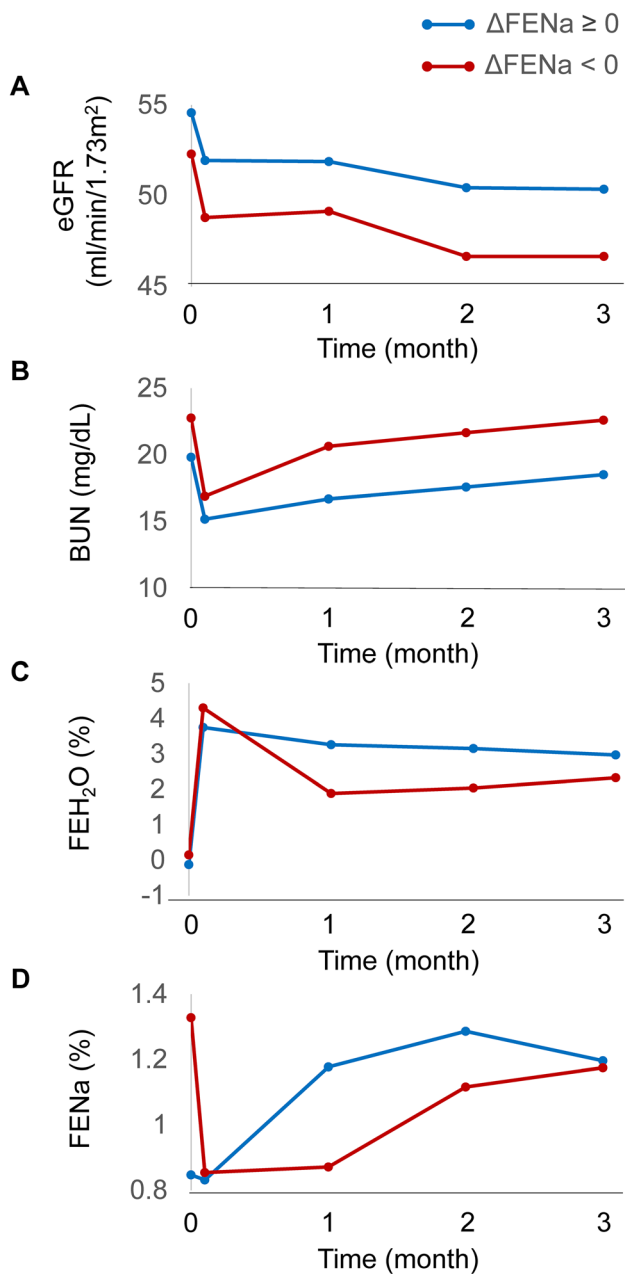 ΔFENa ≥ 0
ΔFENa < 0
A
eGFR
(ml/min/1.73m²)
55
50
45
0 1 2 3
Time (month)
B
BUN (mg/dL)
25
20
15
10
0 1 2 3
Time (month)
C
FEH₂O (%)
5
4
3
2
1
0
-1
0 1 2 3
Time (month)
D
FENa (%)
1.4
1.2
1
0.8
0 1 2 3
Time (month)